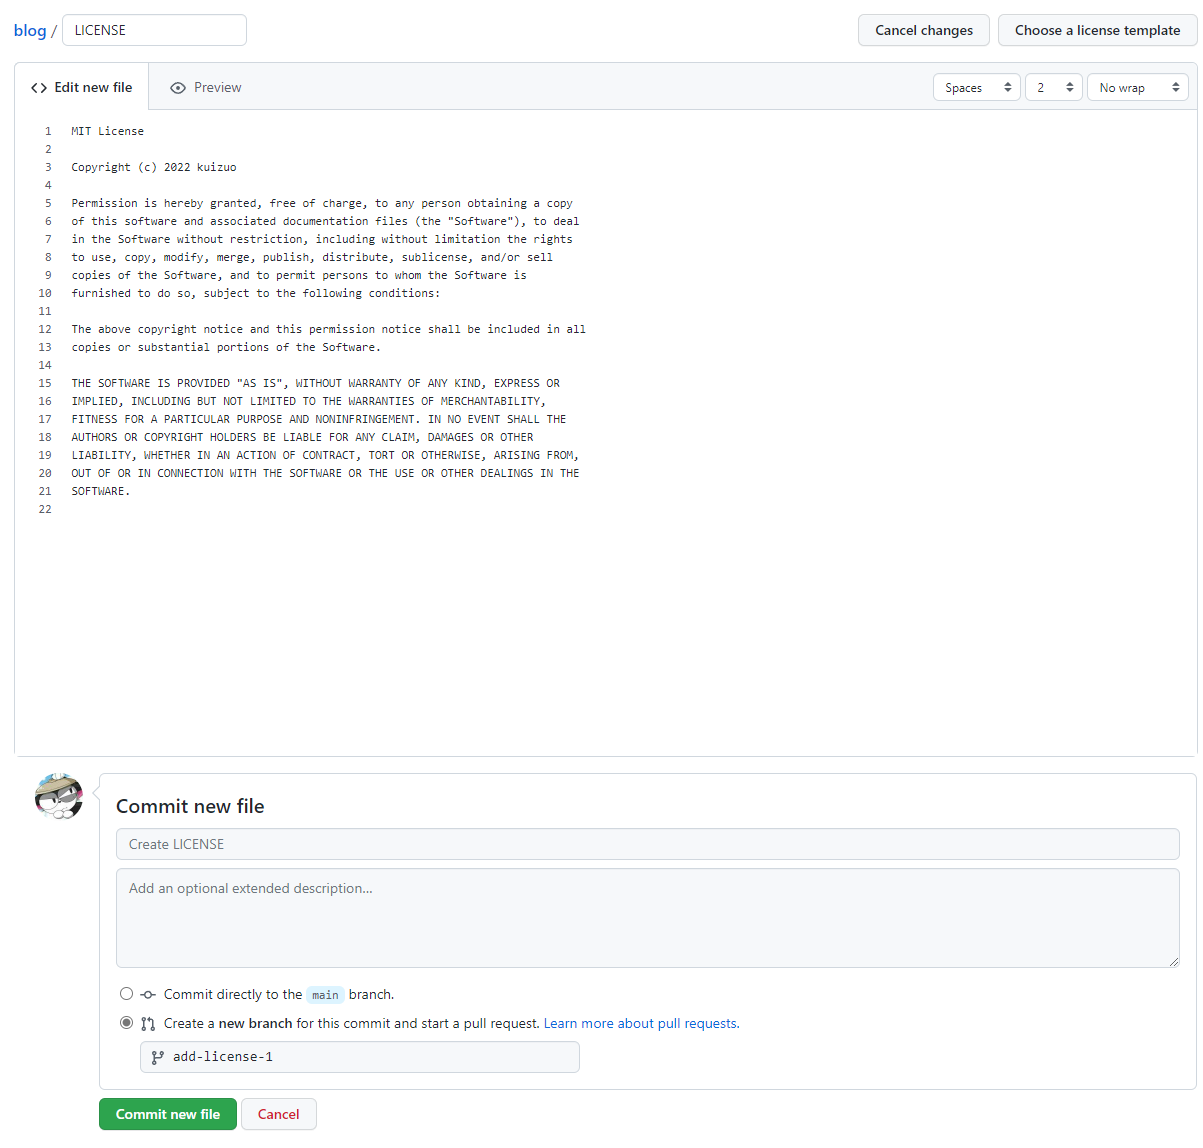 blog / LICENSE Cancel changes Choose a license template
Edit new file Preview Spaces 2 No wrap
1 MIT License
2
3 Copyright (c) 2022 kuizuo
4
5 Permission is hereby granted, free of charge, to any person obtaining a copy
6 of this software and associated documentation files (the "Software"), to deal
7 in the Software without restriction, including without limitation the rights
8 to use, copy, modify, merge, publish, distribute, sublicense, and/or sell
9 copies of the Software, and to permit persons to whom the Software is
10 furnished to do so, subject to the following conditions:
11
12 The above copyright notice and this permission notice shall be included in all
13 copies or substantial portions of the Software.
14
15 THE SOFTWARE IS PROVIDED "AS IS", WITHOUT WARRANTY OF ANY KIND, EXPRESS OR
16 IMPLIED, INCLUDING BUT NOT LIMITED TO THE WARRANTIES OF MERCHANTABILITY,
17 FITNESS FOR A PARTICULAR PURPOSE AND NONINFRINGEMENT. IN NO EVENT SHALL THE
18 AUTHORS OR COPYRIGHT HOLDERS BE LIABLE FOR ANY CLAIM, DAMAGES OR OTHER
19 LIABILITY, WHETHER IN AN ACTION OF CONTRACT, TORT OR OTHERWISE, ARISING FROM,
20 OUT OF OR IN CONNECTION WITH THE SOFTWARE OR THE USE OR OTHER DEALINGS IN THE
21 SOFTWARE.
22
Commit new file
Create LICENSE
Add an optional extended description...
Commit directly to the main branch.
Create a new branch for this commit and start a pull request. Learn more about pull requests.
add-license-1
Commit new file Cancel